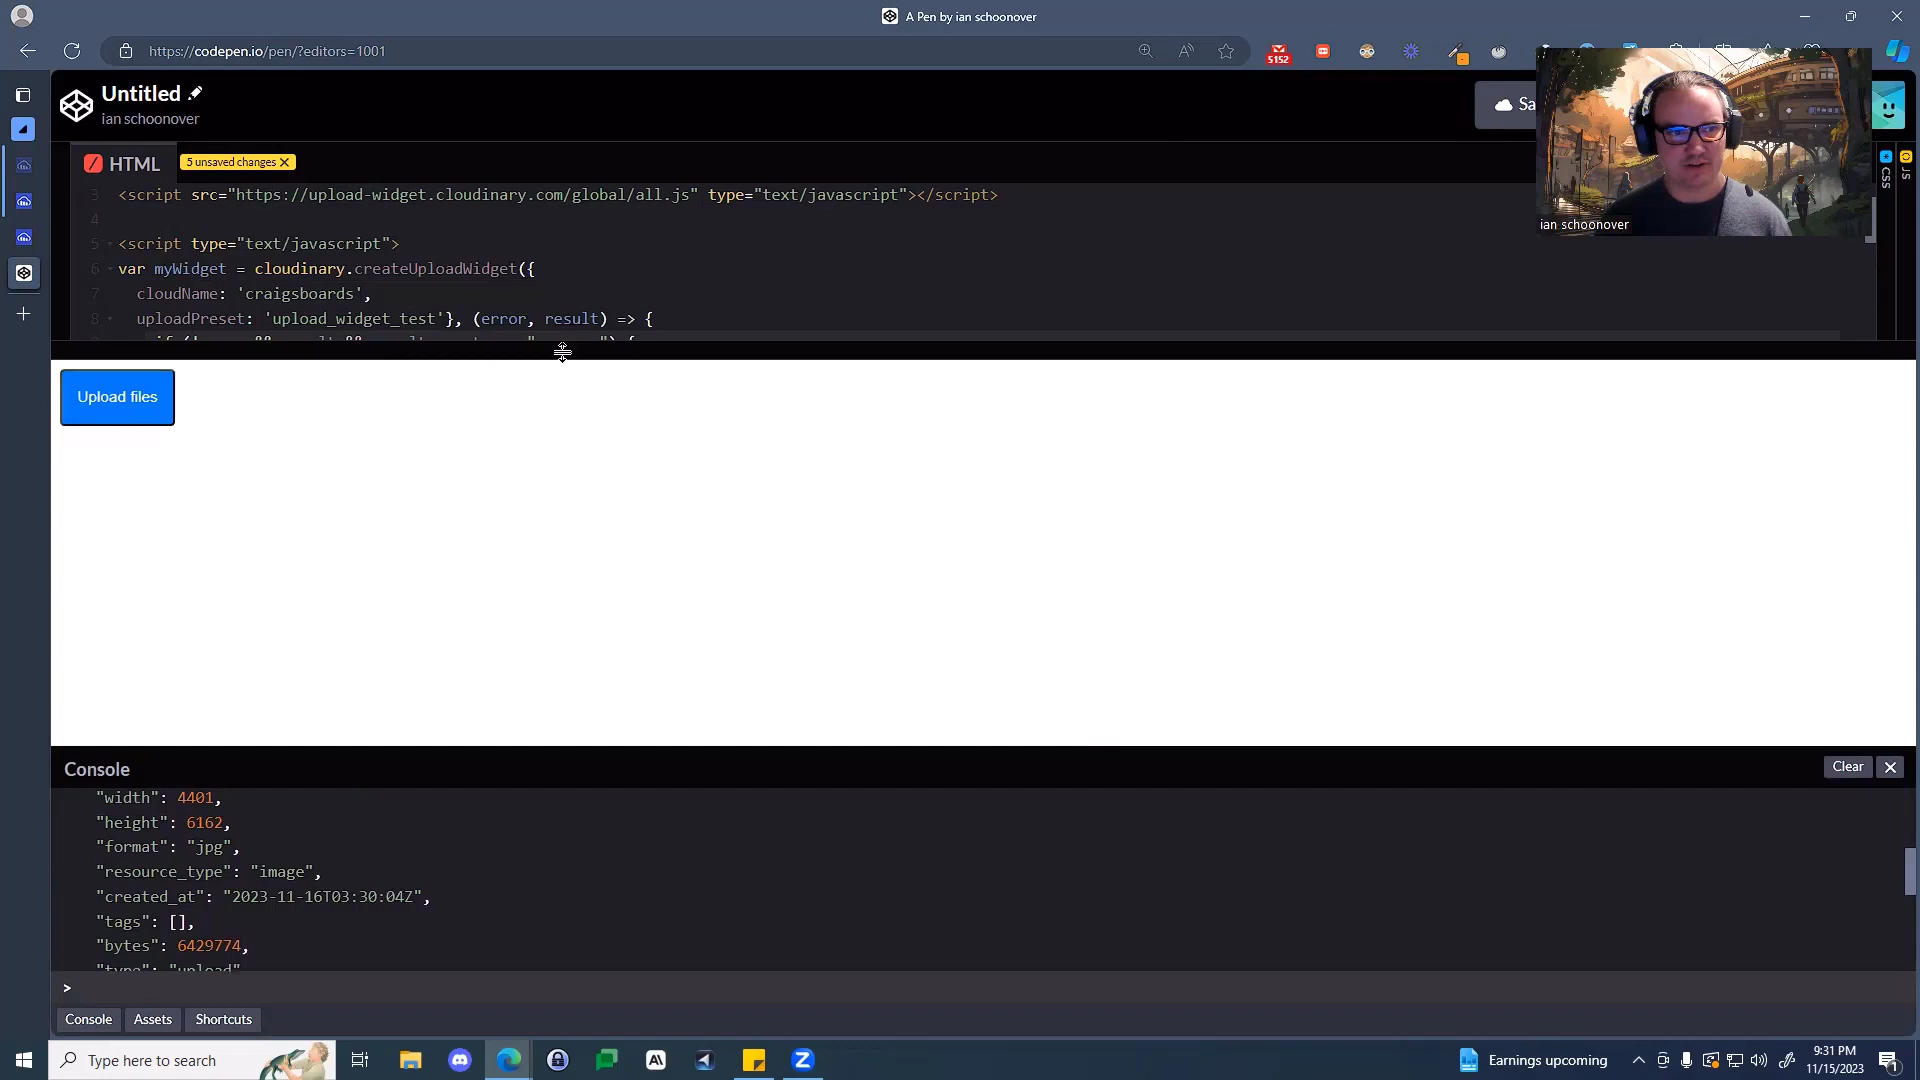 A Pen by ian schoonover
https://codepen.io/pen/?editors=1001
5152
Untitled
ian schoonover
Sa
HTML
5 unsaved changes
CSS
JS
ian schoonover
3 <script src="https://upload-widget.cloudinary.com/global/all.js" type="text/javascript"></script>
4
5 <script type="text/javascript">
6 var myWidget = cloudinary.createUploadWidget({
7 cloudName: 'craigsboards',
8 uploadPreset: 'upload_widget_test'}, (error, result) => {
Upload files
Console
Clear
"width": 4401,
"height": 6162,
"format": "jpg",
"resource_type": "image",
"created_at": "2023-11-16T03:30:04Z",
"tags": [],
"bytes": 6429774,
"type": "upload"
>
Console Assets Shortcuts
Type here to search
Earnings upcoming
9:31 PM
11/15/2023
1